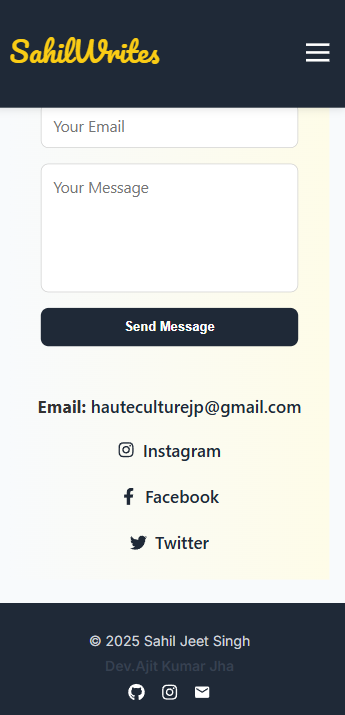 SahilWrites
Your Email
Your Message
Send Message
Email: hauteculturejp@gmail.com
Instagram
Facebook
Twitter
© 2025 Sahil Jeet Singh
Dev.Ajit Kumar Jha